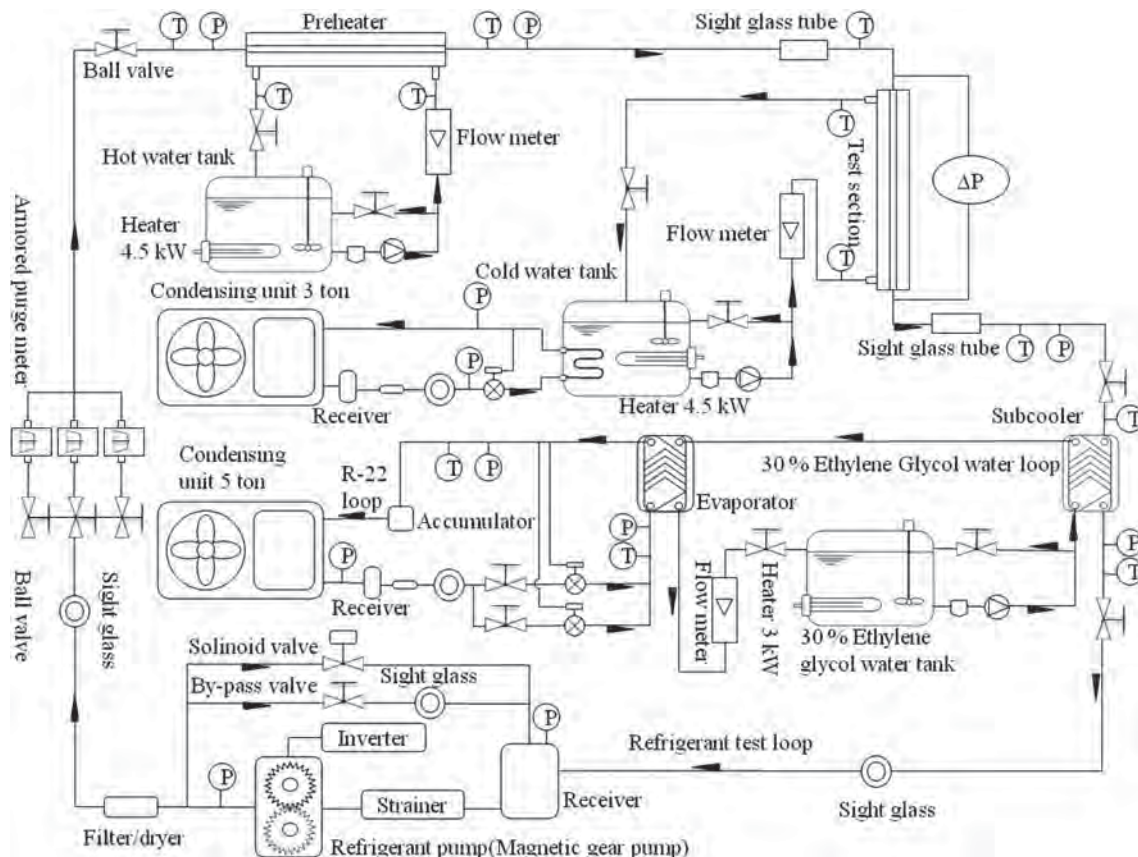 T
P
Preheater
T
P
Sight glass tube
T
Ball valve
T
T
Flow meter
T
Hot water tank
Test section
ΔP
Armored purge meter
Heater
4.5 kW
Flow meter
T
Cold water tank
Condensing unit 3 ton
P
P
Sight glass tube
T
P
Receiver
Heater 4.5 kW
Subcooler
T
Condensing
unit 5 ton
T
P
30 % Ethylene Glycol water loop
R-22
loop
Evaporator
Accumulator
P
T
P
T
P
Receiver
Flow meter
Heater 3 kW
30 % Ethylene
glycol water tank
Ball valve
Sight glass
Solinoid valve
Sight glass
By-pass valve
P
Inverter
Refrigerant test loop
P
Strainer
Receiver
Sight glass
Filter/dryer
Refrigerant pump(Magnetic gear pump)